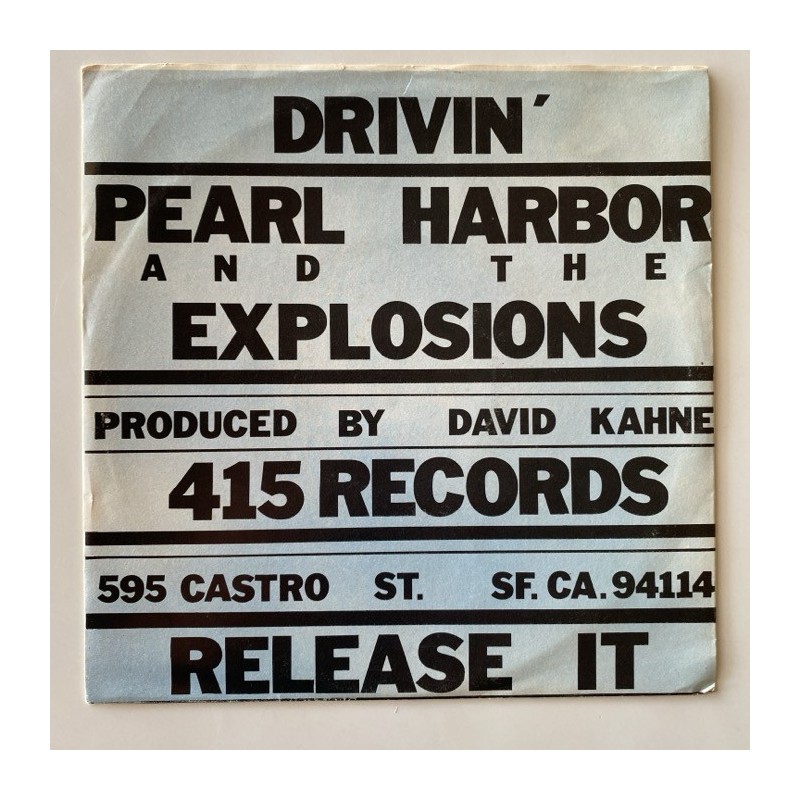 DRIVIN'
PEARL HARBOR
AND THE
EXPLOSIONS
PRODUCED BY DAVID KAHNE
415 RECORDS
595 CASTRO ST. SF. CA. 94114
RELEASE IT